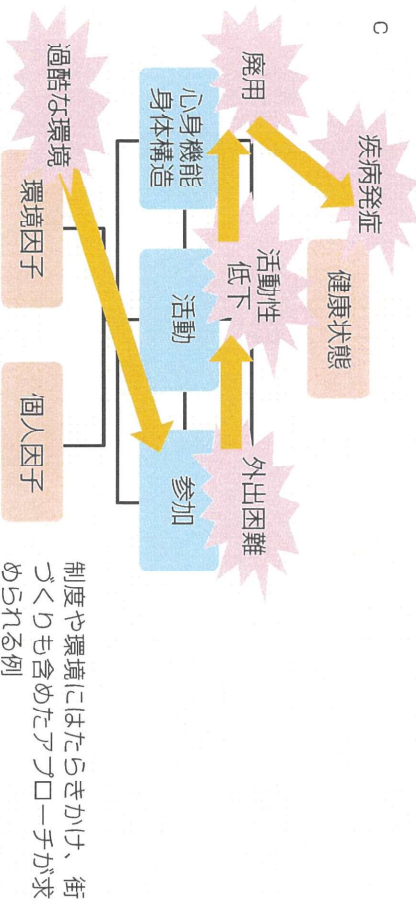 C
疾病発症
健康状態
廃用
活動性
低下
外出困難
心身機能
身体構造
活動
参加
過酷な環境
環境因子
個人因子
制度や環境にはたらきかけ、街
づくりも含めたアプローチが求
められる例